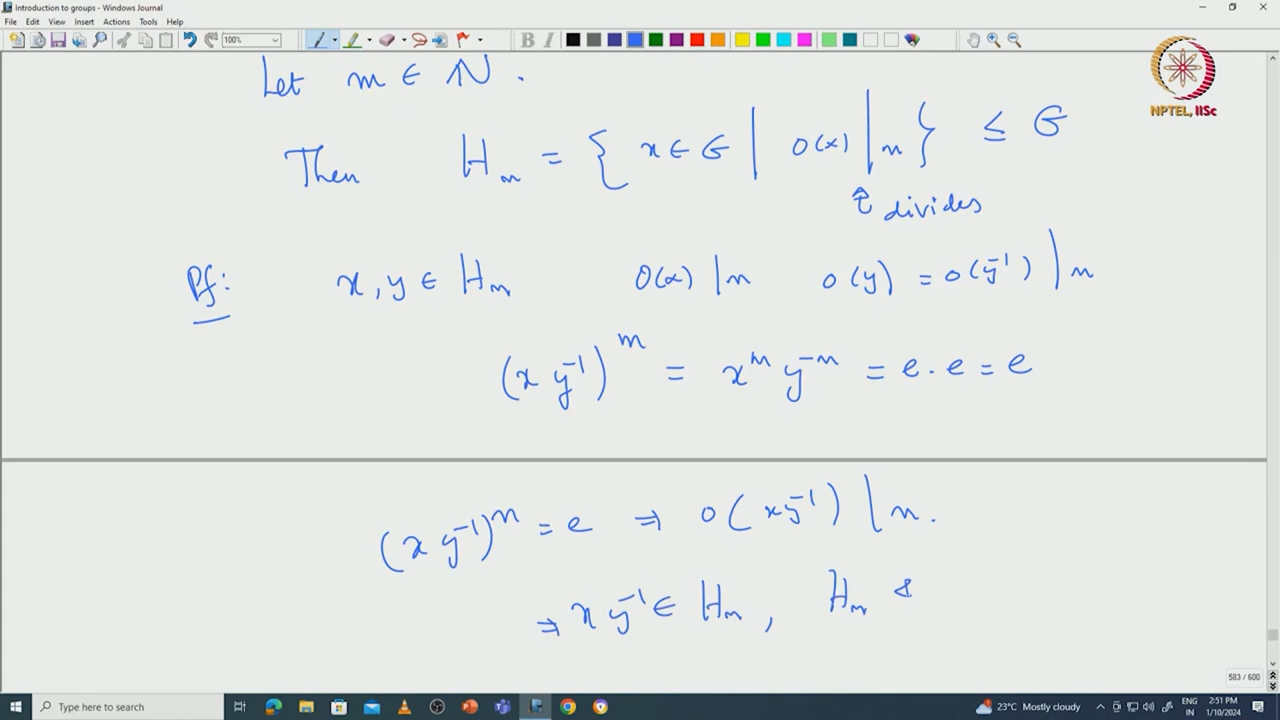 Introduction to groups - Windows Journal
File Edit View Insert Actions Tools Help
100%
B I
NPTEL, IISc
Let m ∈ N .
Then H_m = { x ∈ G | o(x) | m } ≤ G
↑ divides
Pf: x, y ∈ H_m o(x) | m o(y) = o(y⁻¹) | m
(x y⁻¹)^m = x^m y^-m = e . e = e
(x y⁻¹)^m = e ⇒ o(xy⁻¹) | m .
⇒ x y⁻¹ ∈ H_m , H_m
583 / 600
Type here to search
23°C Mostly cloudy
ENG
IN
2:51 PM
1/10/2024